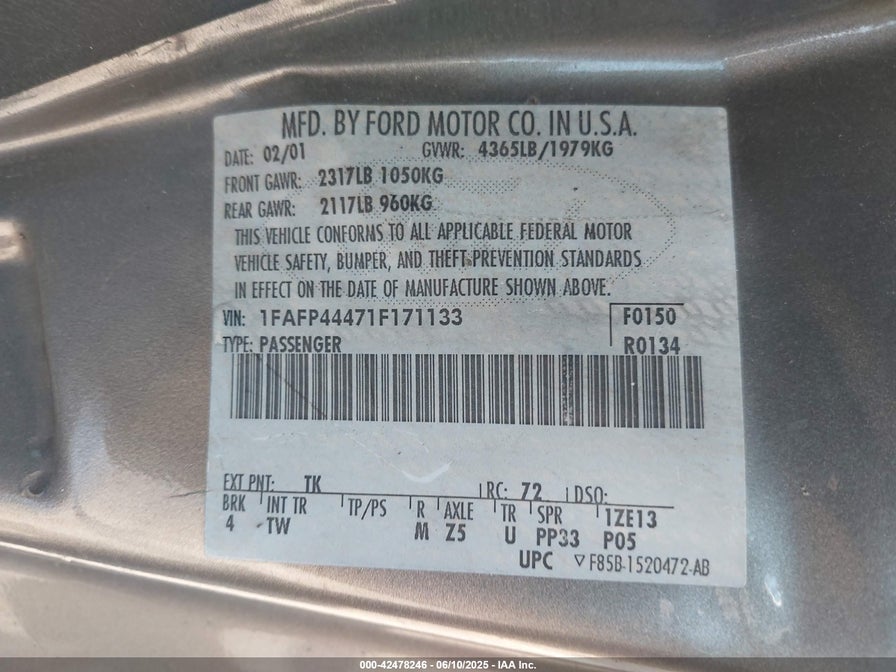 MFD. BY FORD MOTOR CO. IN U.S.A.
DATE: 02/01 GVWR: 4365LB/1979KG
FRONT GAWR: 2317LB 1050KG
REAR GAWR: 2117LB 960KG
THIS VEHICLE CONFORMS TO ALL APPLICABLE FEDERAL MOTOR
VEHICLE SAFETY, BUMPER, AND THEFT PREVENTION STANDARDS
IN EFFECT ON THE DATE OF MANUFACTURE SHOWN ABOVE.
VIN: 1FAFP44471F171133 F0150
TYPE: PASSENGER R0134
EXT PNT: TK RC: 72 DSO:
BRK INT TR TP/PS R AXLE TR SPR 1ZE13
4 TW M Z5 U PP33 P05
UPC ▽F85B-1520472-AB
000-42478246 - 06/10/2025 - IAA Inc.